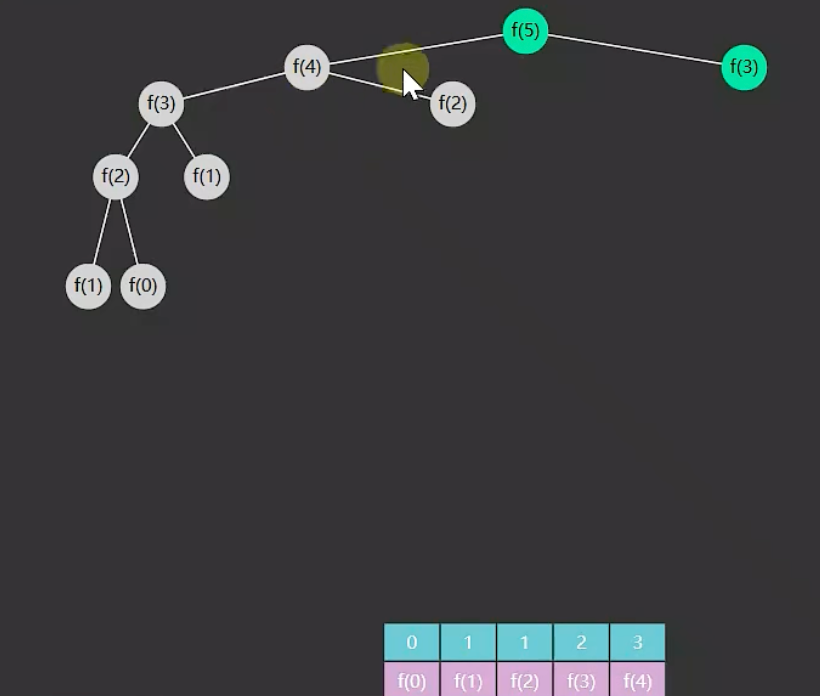 f(5)
f(4) f(3)
f(3) f(2)
f(2) f(1)
f(1) f(0)
0 1 1 2 3
f(0) f(1) f(2) f(3) f(4)